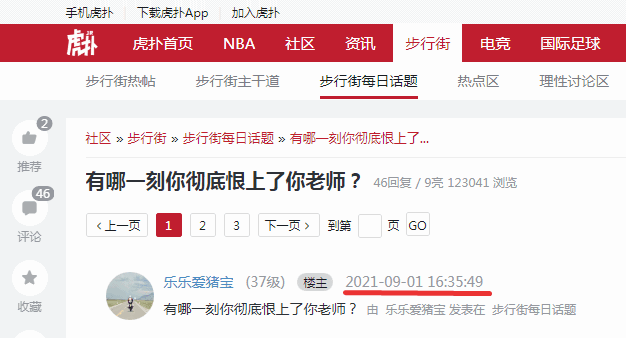 手机虎扑 下载虎扑App 加入虎扑
虎扑 虎扑首页 NBA 社区 资讯 步行街 电竞 国际足球
步行街热帖 步行街主干道 步行街每日话题 热点区 理性讨论区
2
推荐
46
评论
收藏
社区 » 步行街 » 步行街每日话题 » 有哪一刻你彻底恨上了...
有哪一刻你彻底恨上了你老师？ 46回复 / 9亮 123041 浏览
‹ 上一页 1 2 3 下一页 › 到第 页 GO
乐乐爱猪宝 (37级) 楼主 2021-09-01 16:35:49
有哪一刻你彻底恨上了你老师？ 由 乐乐爱猪宝 发表在 步行街每日话题